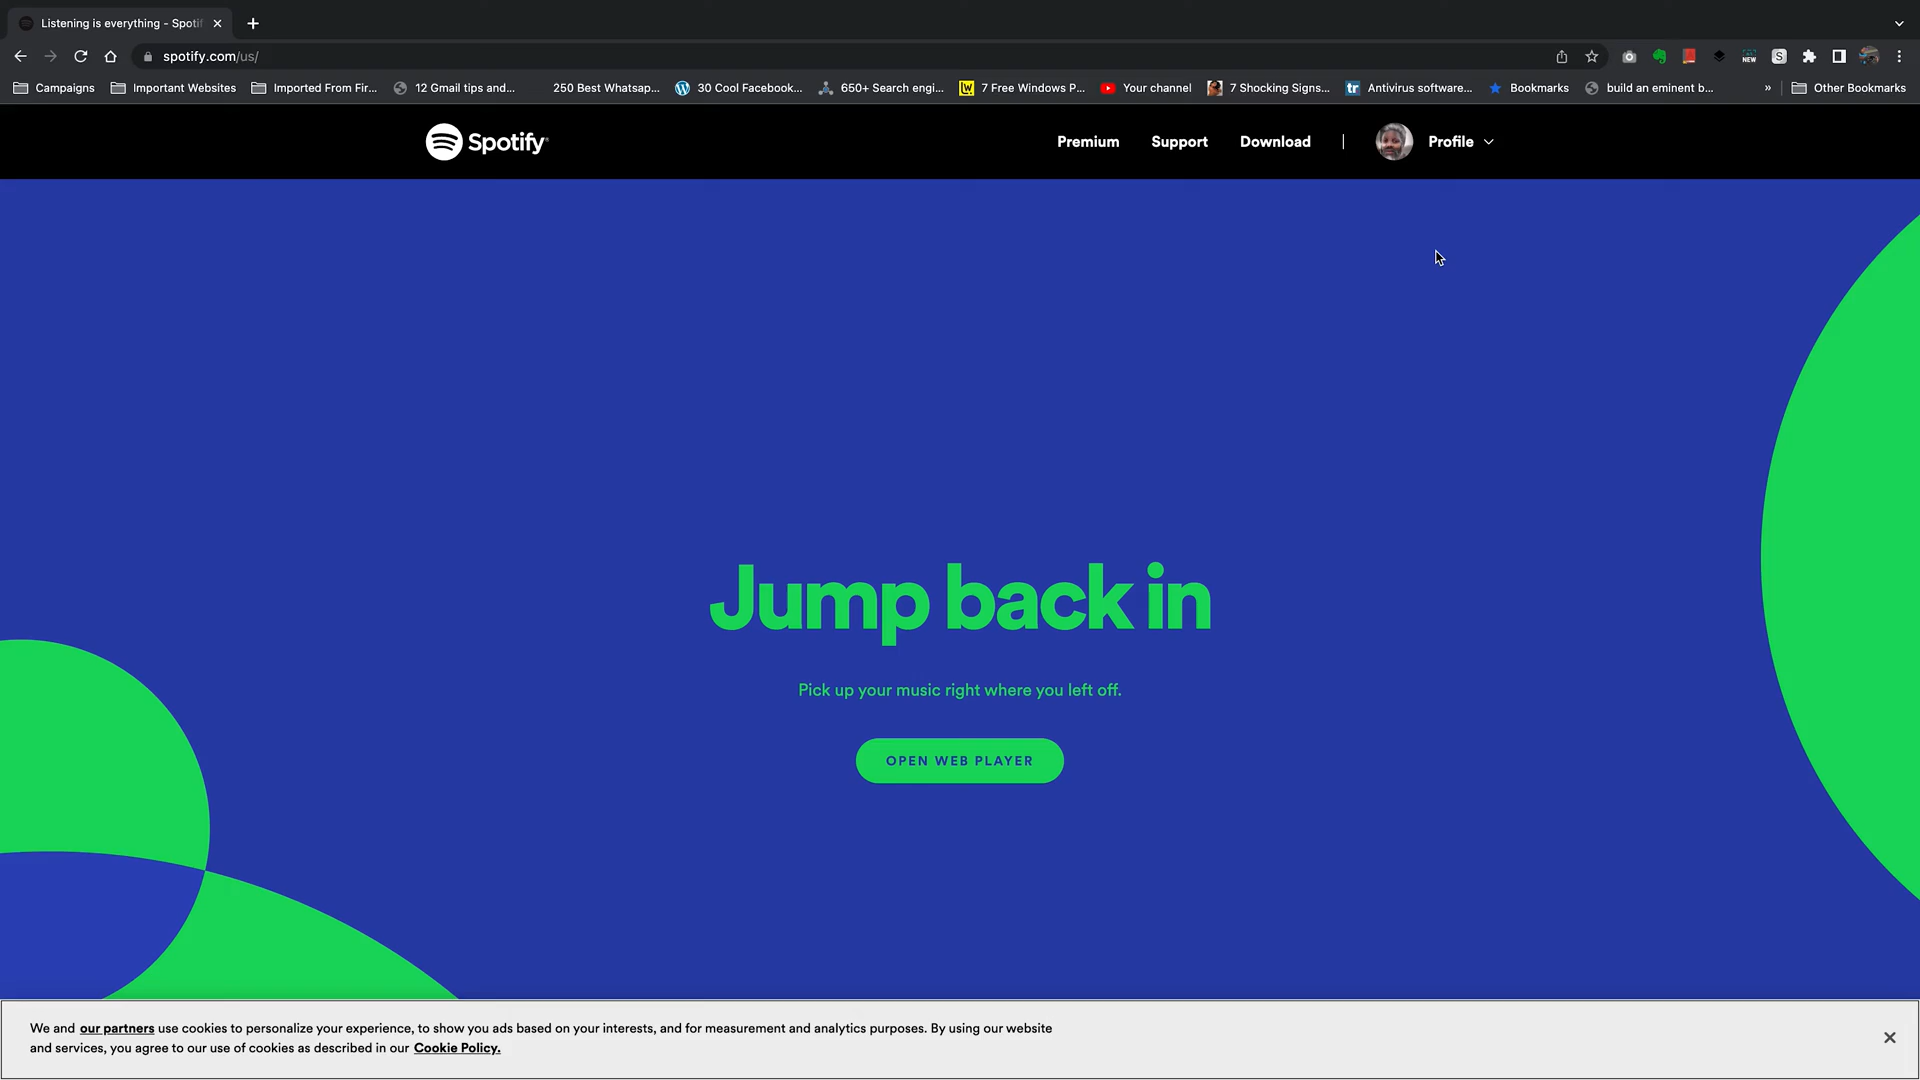 Listening is everything - Spotif
spotify.com/us/
Campaigns
Important Websites
Imported From Fir...
12 Gmail tips and...
250 Best Whatsap...
30 Cool Facebook...
650+ Search engi...
7 Free Windows P...
Your channel
7 Shocking Signs...
Antivirus software...
Bookmarks
build an eminent b...
»
Other Bookmarks
Spotify®
Premium
Support
Download
|
Profile
Jump back in
Pick up your music right where you left off.
OPEN WEB PLAYER
We and our partners use cookies to personalize your experience, to show you ads based on your interests, and for measurement and analytics purposes. By using our website
and services, you agree to our use of cookies as described in our Cookie Policy.